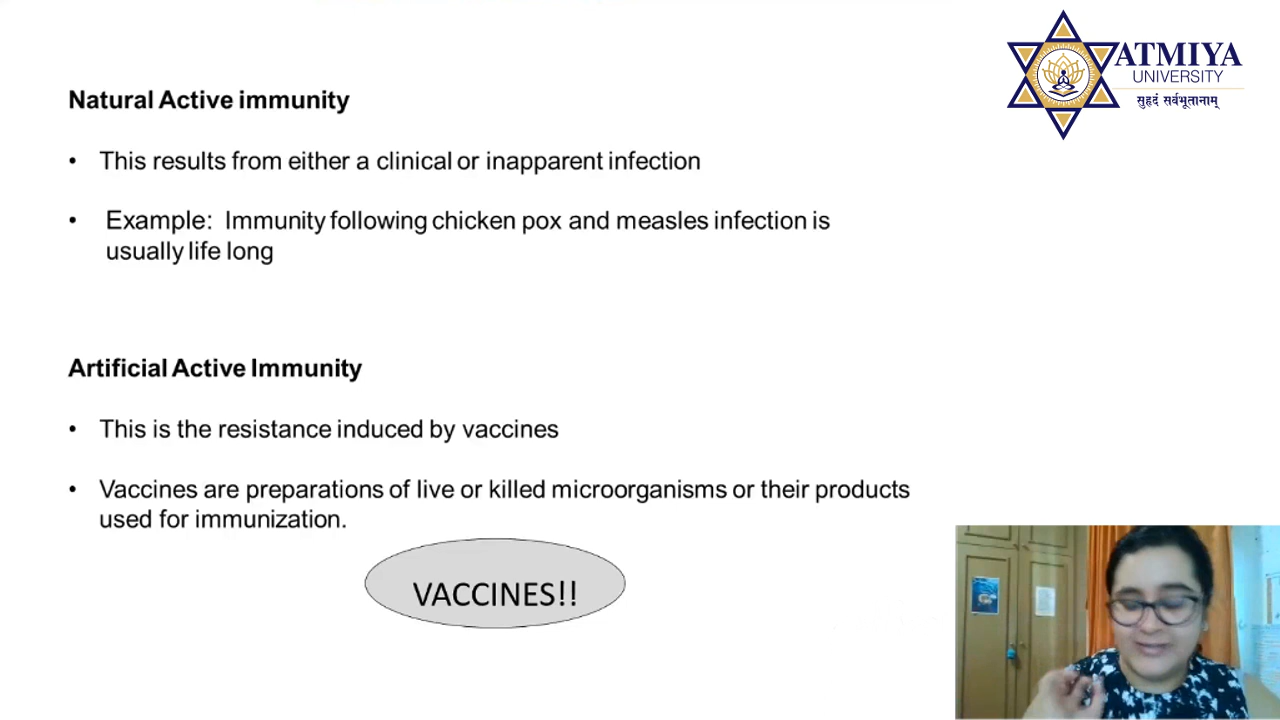 ATMIYA
UNIVERSITY
सुहृदं सर्वभूतानाम्
Natural Active immunity
• This results from either a clinical or inapparent infection
• Example: Immunity following chicken pox and measles infection is
usually life long
Artificial Active Immunity
• This is the resistance induced by vaccines
• Vaccines are preparations of live or killed microorganisms or their products
used for immunization.
VACCINES!!